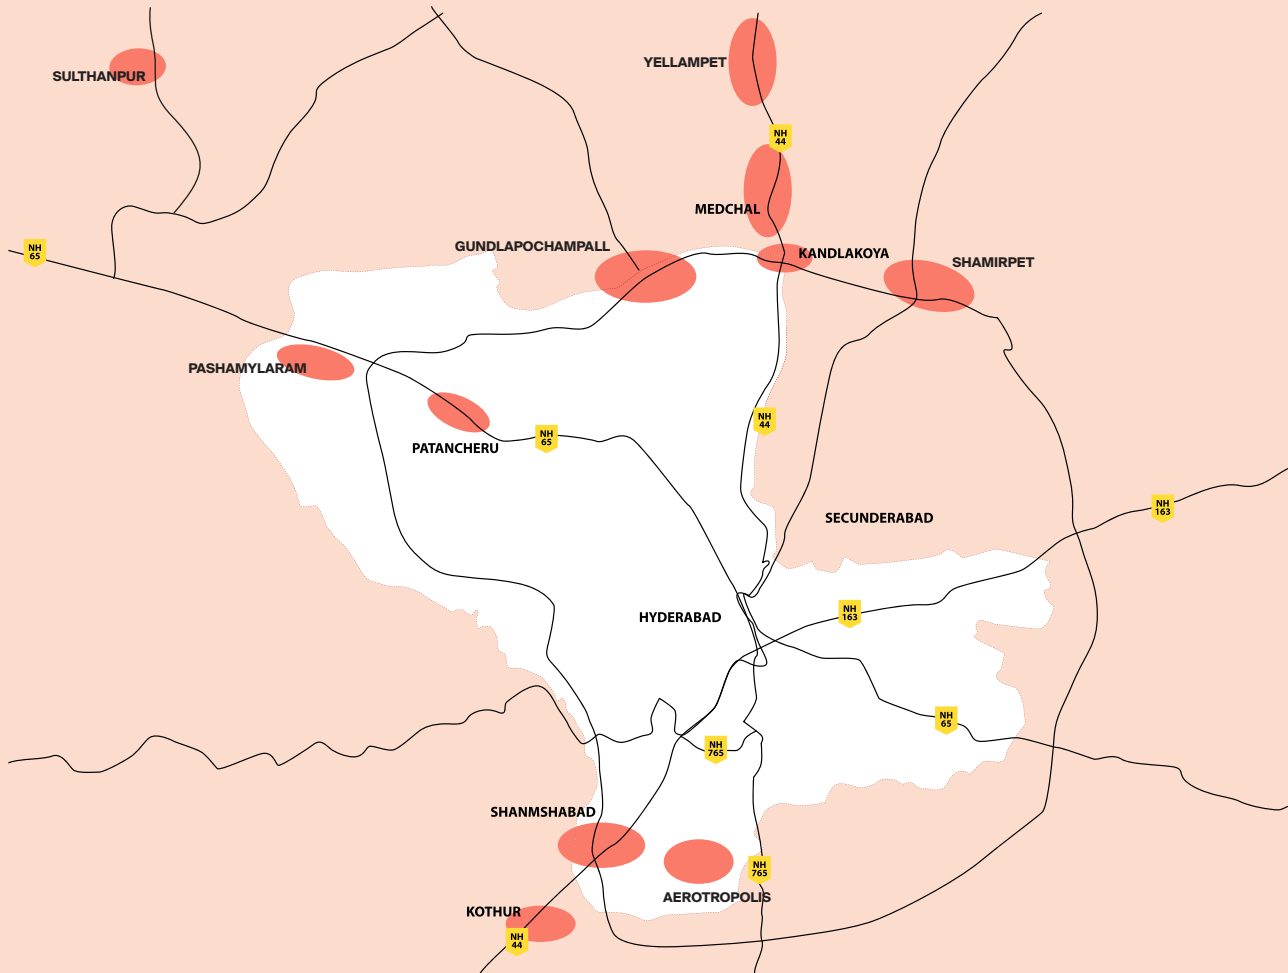 SULTHANPUR
YELLAMPET
NH
44
MEDCHAL
NH
65
GUNDLAPOCHAMPALL
KANDLAKOYA
SHAMIRPET
PASHAMYLARAM
PATANCHERU
NH
65
NH
44
NH
163
SECUNDERABAD
HYDERABAD
NH
163
NH
65
NH
765
SHANMSHABAD
NH
765
AEROTROPOLIS
KOTHUR
NH
44